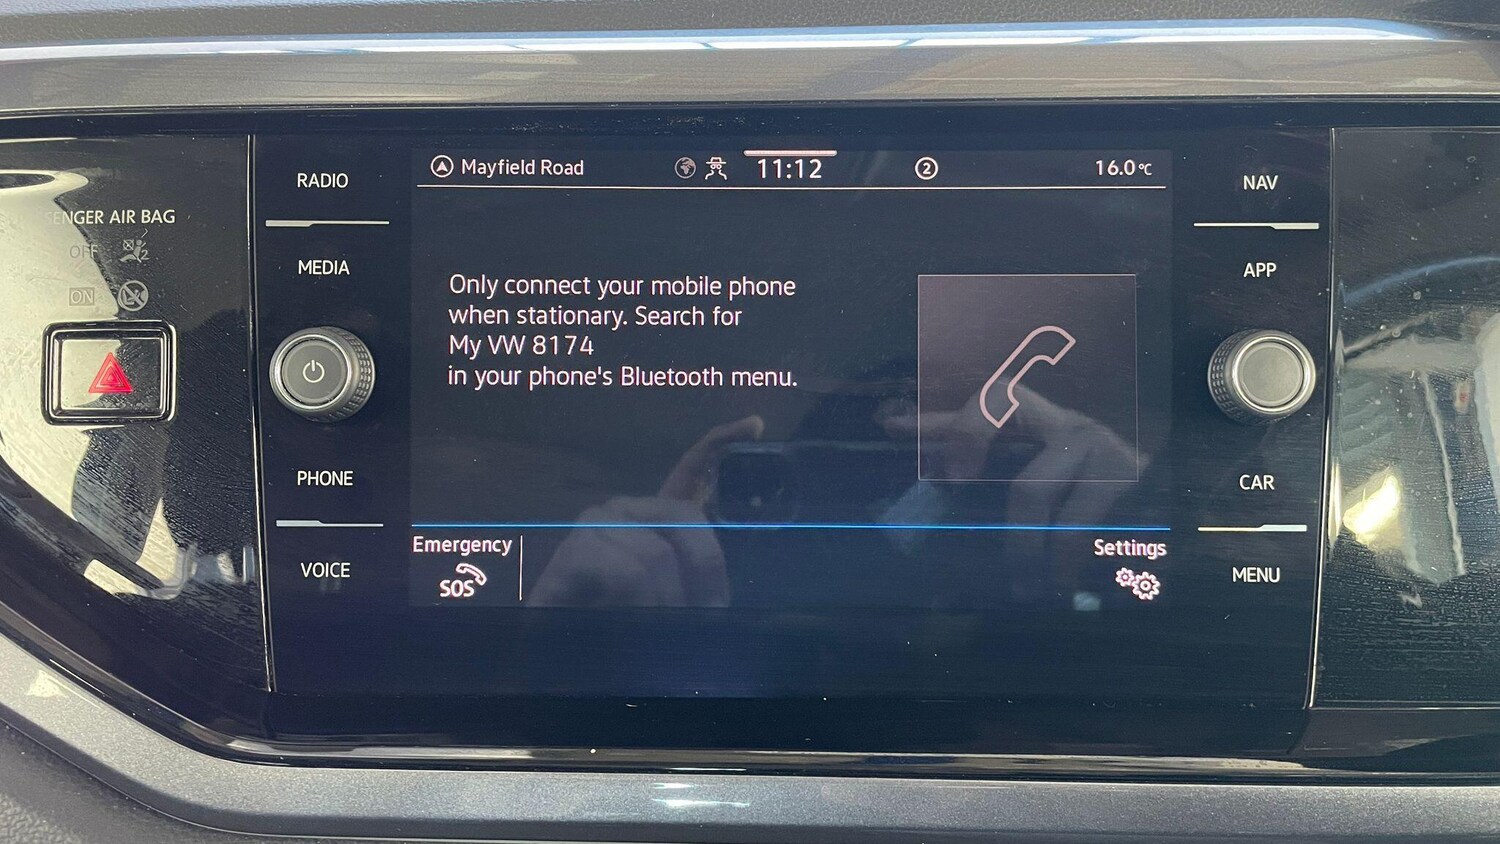 Mayfield Road
11:12
2
16.0°C
RADIO
MEDIA
PHONE
VOICE
NAV
APP
CAR
MENU
SENGER AIR BAG
OFF
2
ON
Only connect your mobile phone
when stationary. Search for
My VW 8174
in your phone's Bluetooth menu.
Emergency
SOS
Settings